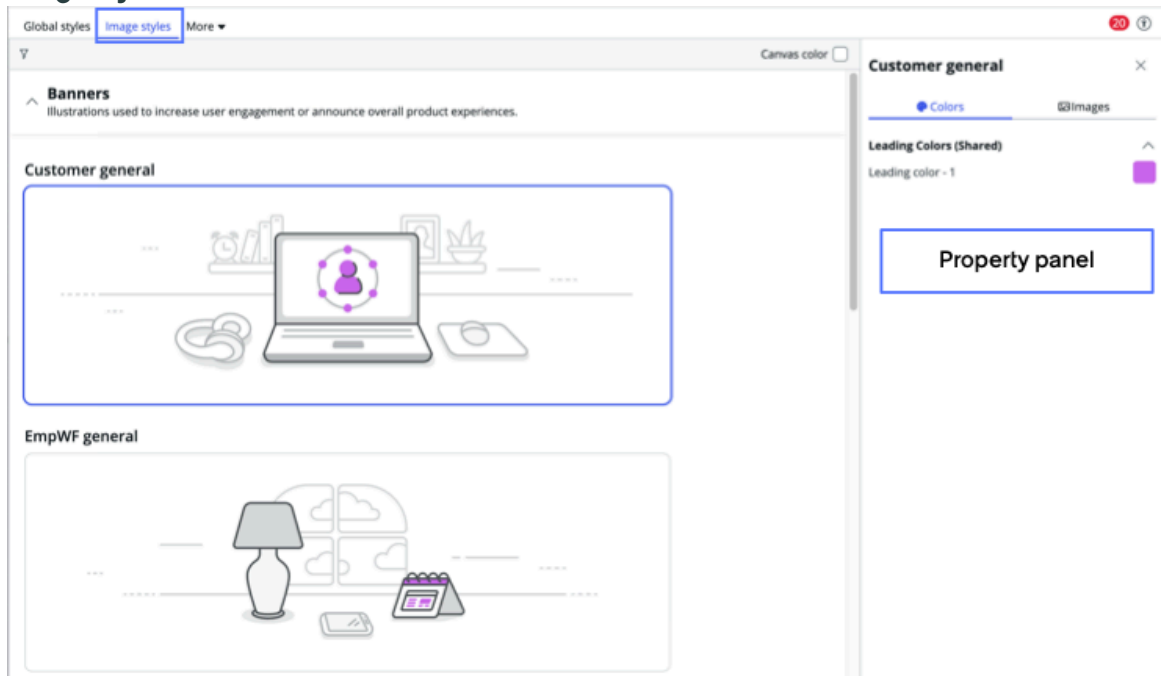 Global styles Image styles More
20
Canvas color
Banners
Illustrations used to increase user engagement or announce overall product experiences.
Customer general
EmpWF general
Customer general
Colors Images
Leading Colors (Shared)
Leading color - 1
Property panel